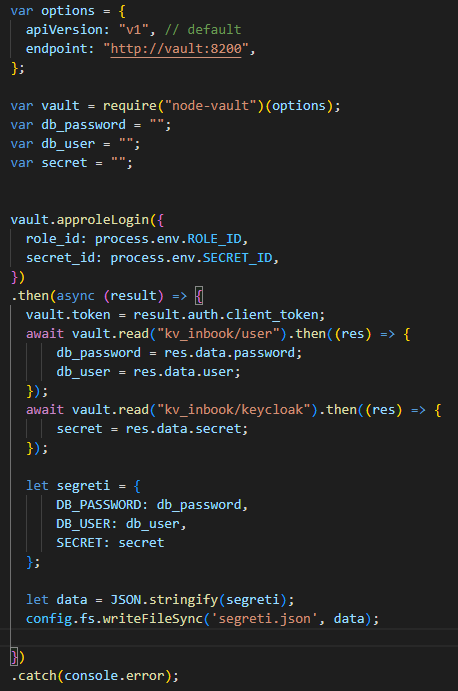 var options = {
  apiVersion: "v1", // default
  endpoint: "http://vault:8200",
};

var vault = require("node-vault")(options);
var db_password = "";
var db_user = "";
var secret = "";


vault.approleLogin({
  role_id: process.env.ROLE_ID,
  secret_id: process.env.SECRET_ID,
})
.then(async (result) => {
  vault.token = result.auth.client_token;
  await vault.read("kv_inbook/user").then((res) => {
      db_password = res.data.password;
      db_user = res.data.user;
  });
  await vault.read("kv_inbook/keycloak").then((res) => {
      secret = res.data.secret;
  });

  let segreti = {
      DB_PASSWORD: db_password,
      DB_USER: db_user,
      SECRET: secret
  };

  let data = JSON.stringify(segreti);
  config.fs.writeFileSync('segreti.json', data);

})
.catch(console.error);